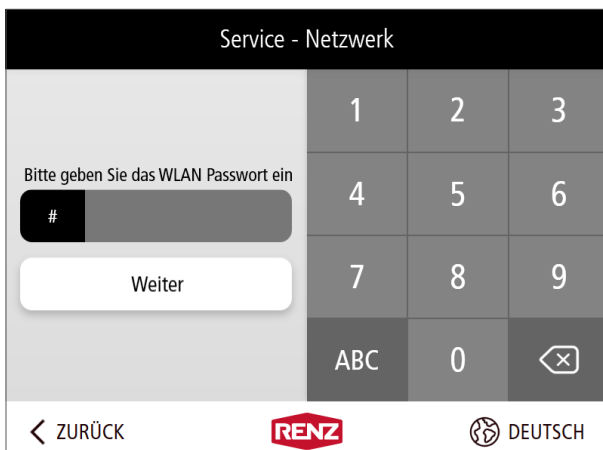 Service - Netzwerk
Bitte geben Sie das WLAN Passwort ein
#
Weiter
1 2 3
4 5 6
7 8 9
ABC 0
ZURÜCK RENZ DEUTSCH